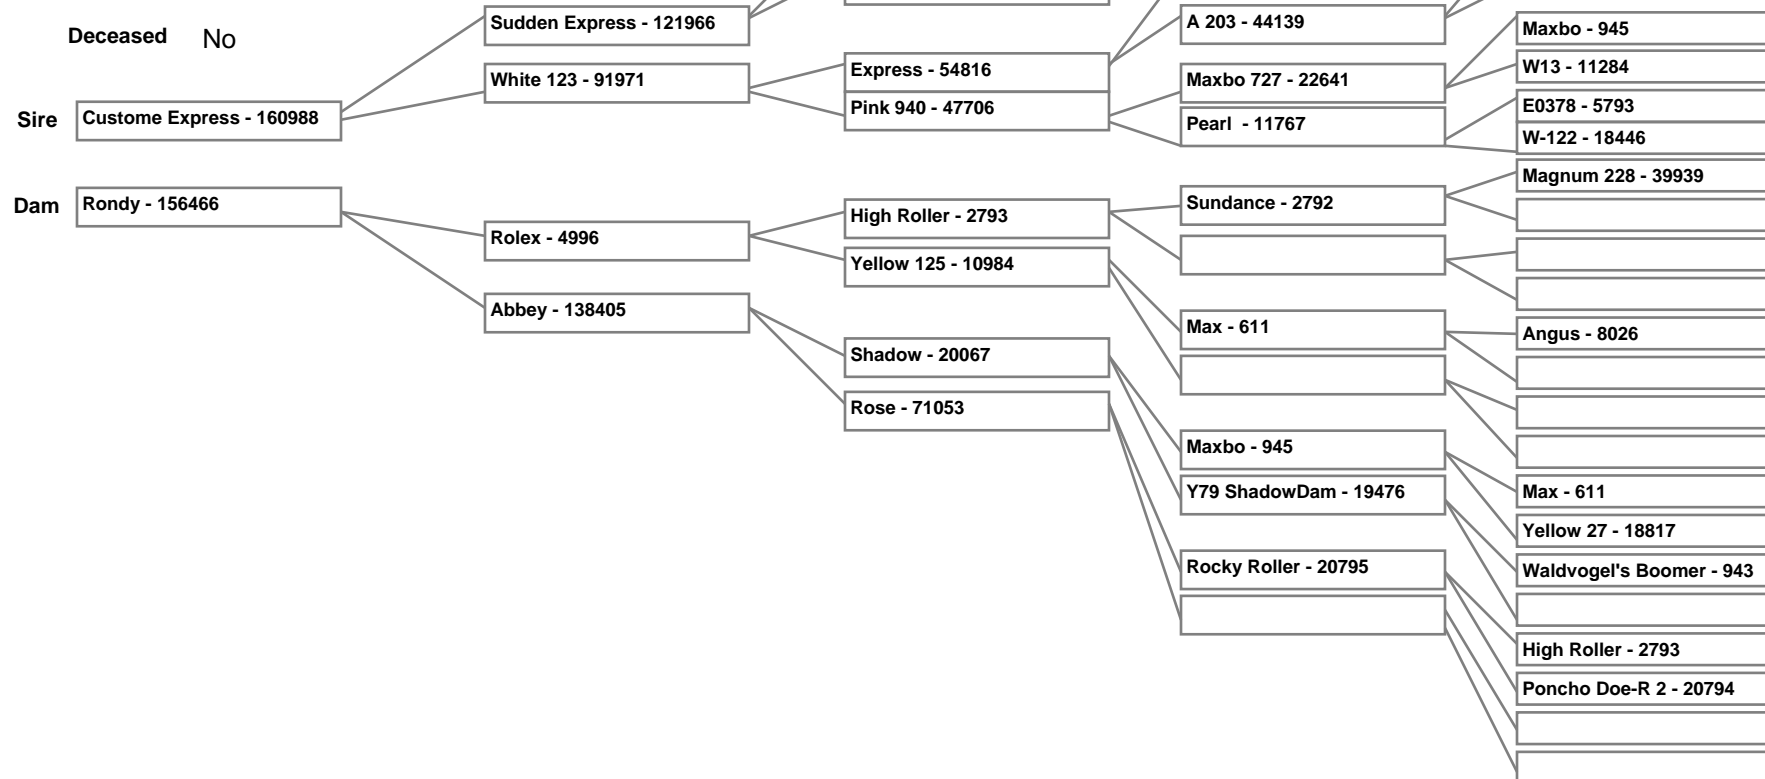 Deceased No
Sire
Custome Express - 160988
Dam
Rondy - 156466
Sudden Express - 121966
White 123 - 91971
Rolex - 4996
Abbey - 138405
Express - 54816
Pink 940 - 47706
High Roller - 2793
Yellow 125 - 10984
Shadow - 20067
Rose - 71053
A 203 - 44139
Maxbo 727 - 22641
Pearl - 11767
Sundance - 2792
Max - 611
Maxbo - 945
Y79 ShadowDam - 19476
Rocky Roller - 20795
Maxbo - 945
W13 - 11284
E0378 - 5793
W-122 - 18446
Magnum 228 - 39939
Angus - 8026
Max - 611
Yellow 27 - 18817
Waldvogel's Boomer - 943
High Roller - 2793
Poncho Doe-R 2 - 20794